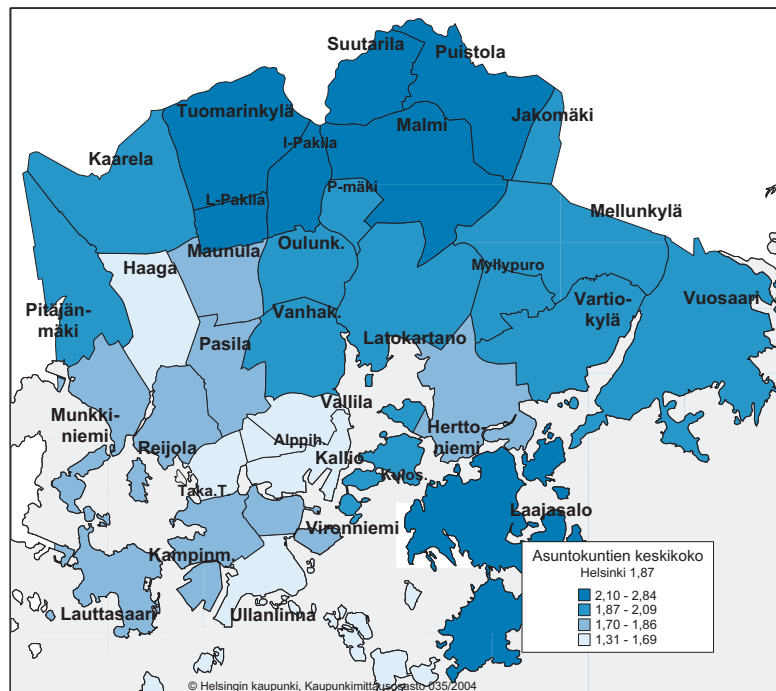 Suutarila
Puistola
Tuomarinkylä
Jakomäki
Malmi
I-Pakila
Kaarela
P-mäki
L-Pakila
Mellunkylä
Maunula
Oulunk.
Haaga
Myllypuro
Pitäjän-
mäki
Vanhak.
Vartio-
kylä
Vuosaari
Latokartano
Pasila
Vallila
Munkki-
niemi
Hertto-
niemi
Reijola
Alppih.
Kallio
Kulos.
Taka.T
Laajasalo
Vironniemi
Kampinm.
Lauttasaari
Ullanlinna
Asuntokuntien keskikoko
Helsinki 1,87
2,10 - 2,84
1,87 - 2,09
1,70 - 1,86
1,31 - 1,69
© Helsingin kaupunki, Kaupunkimittausosasto 035/2004